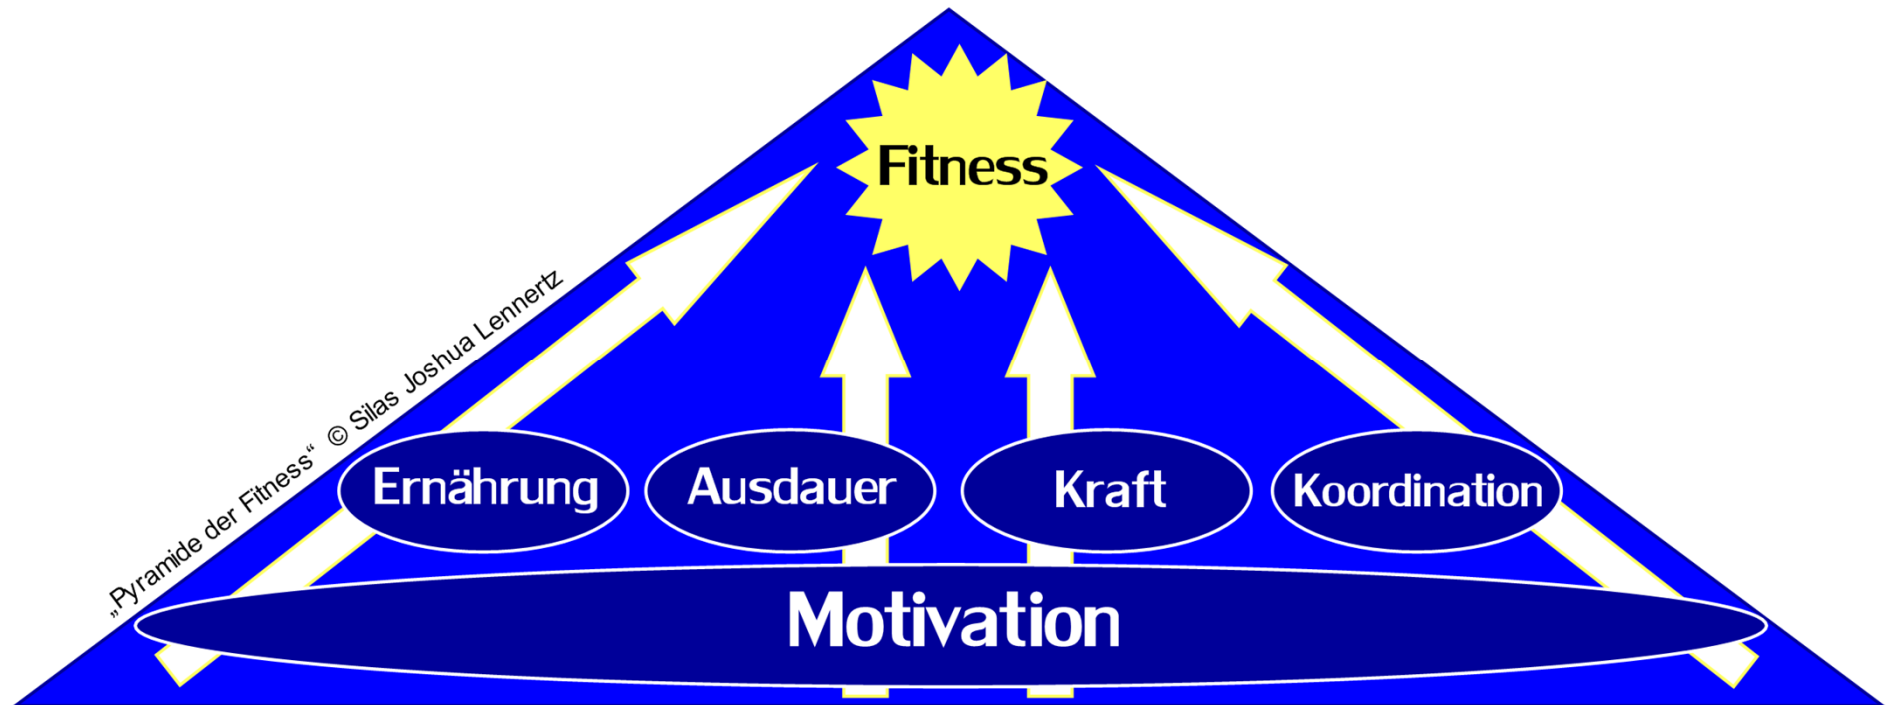 Fitness
„Pyramide der Fitness“ © Silas Joshua Lennertz
Ernährung
Ausdauer
Kraft
Koordination
Motivation